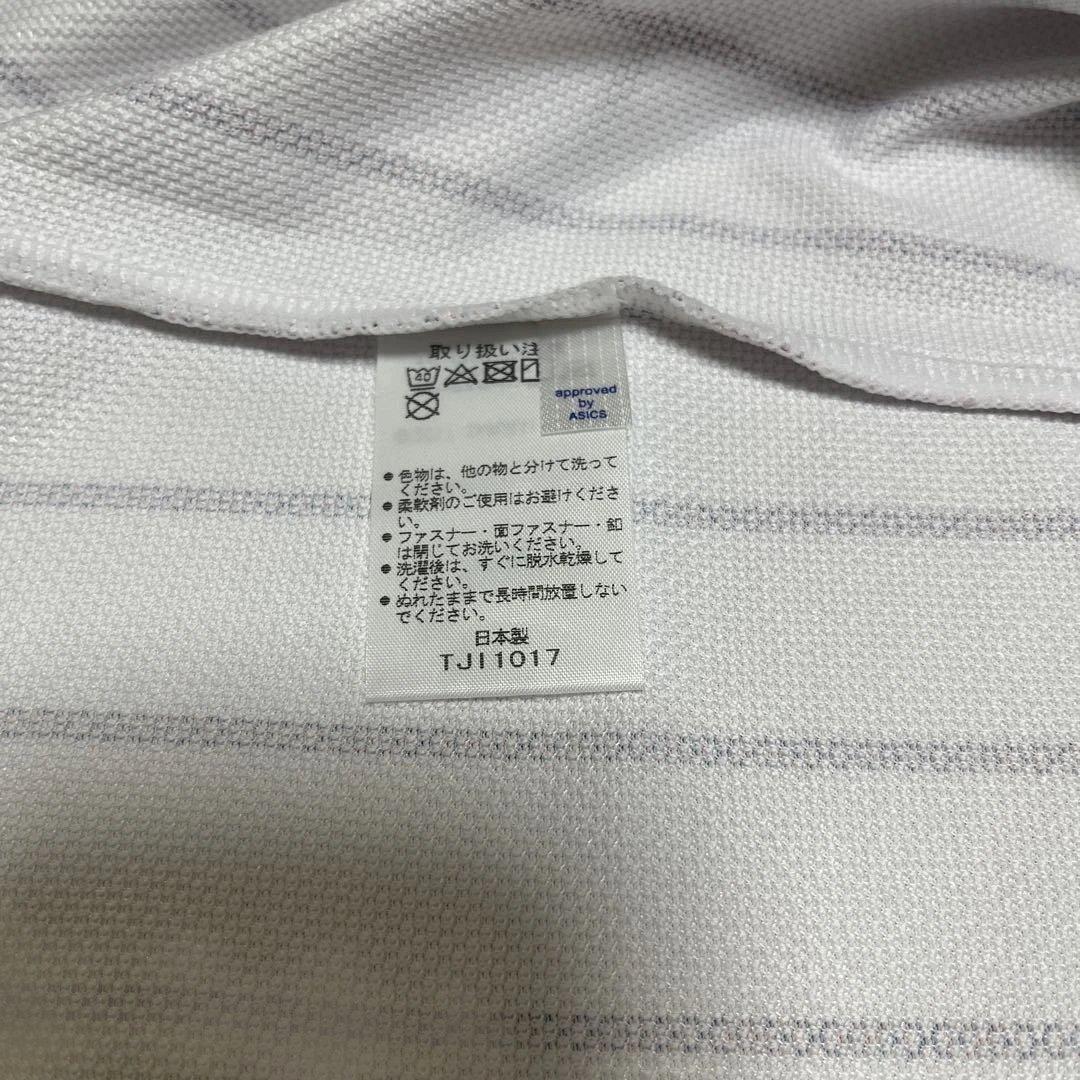 取り扱い注
40
approved
by
ASICS
● 色物は、他の物と分けて洗って
ください。
● 柔軟剤のご使用はお避けくださ
い。
● ファスナー・面ファスナー・釦
は閉じてお洗いください。
● 洗濯後は、すぐに脱水乾燥して
ください。
● ぬれたままで長時間放置しない
でください。
日本製
TJI1017